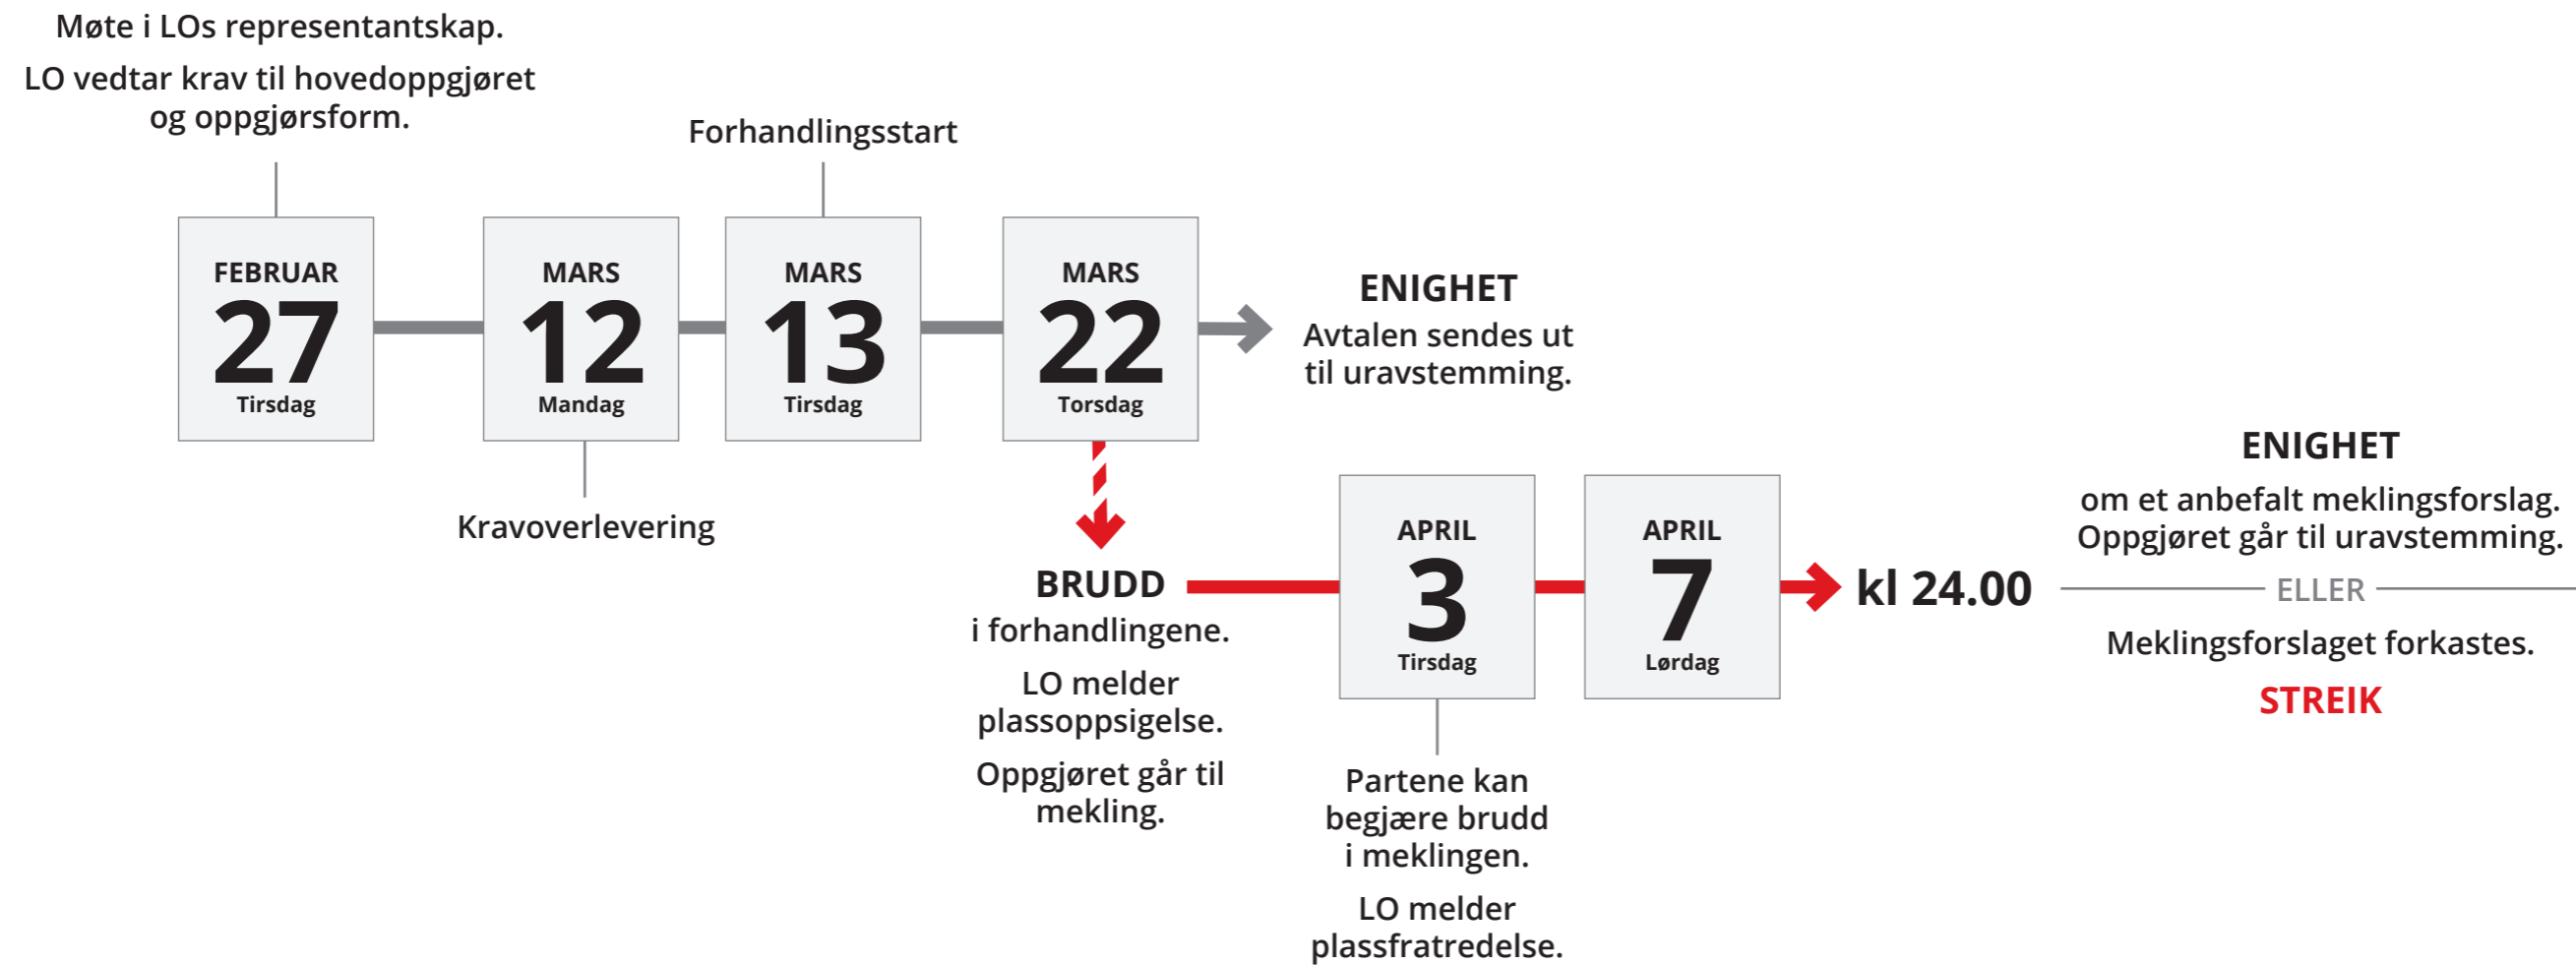 Møte i LOs representantskap.
LO vedtar krav til hovedoppgjøret
og oppgjørsform.
FEBRUAR
27
Tirsdag
MARS
12
Mandag
Kravoverlevering
Forhandlingsstart
MARS
13
Tirsdag
MARS
22
Torsdag
ENIGHET
Avtalen sendes ut
til uravstemming.
BRUDD
i forhandlingene.
LO melder
plassoppsigelse.
Oppgjøret går til
mekling.
APRIL
3
Tirsdag
Partene kan
begjære brudd
i meklingen.
LO melder
plassfratredelse.
APRIL
7
Lørdag
kl 24.00
ENIGHET
om et anbefalt meklingsforslag.
Oppgjøret går til uravstemming.
ELLER
Meklingsforslaget forkastes.
STREIK